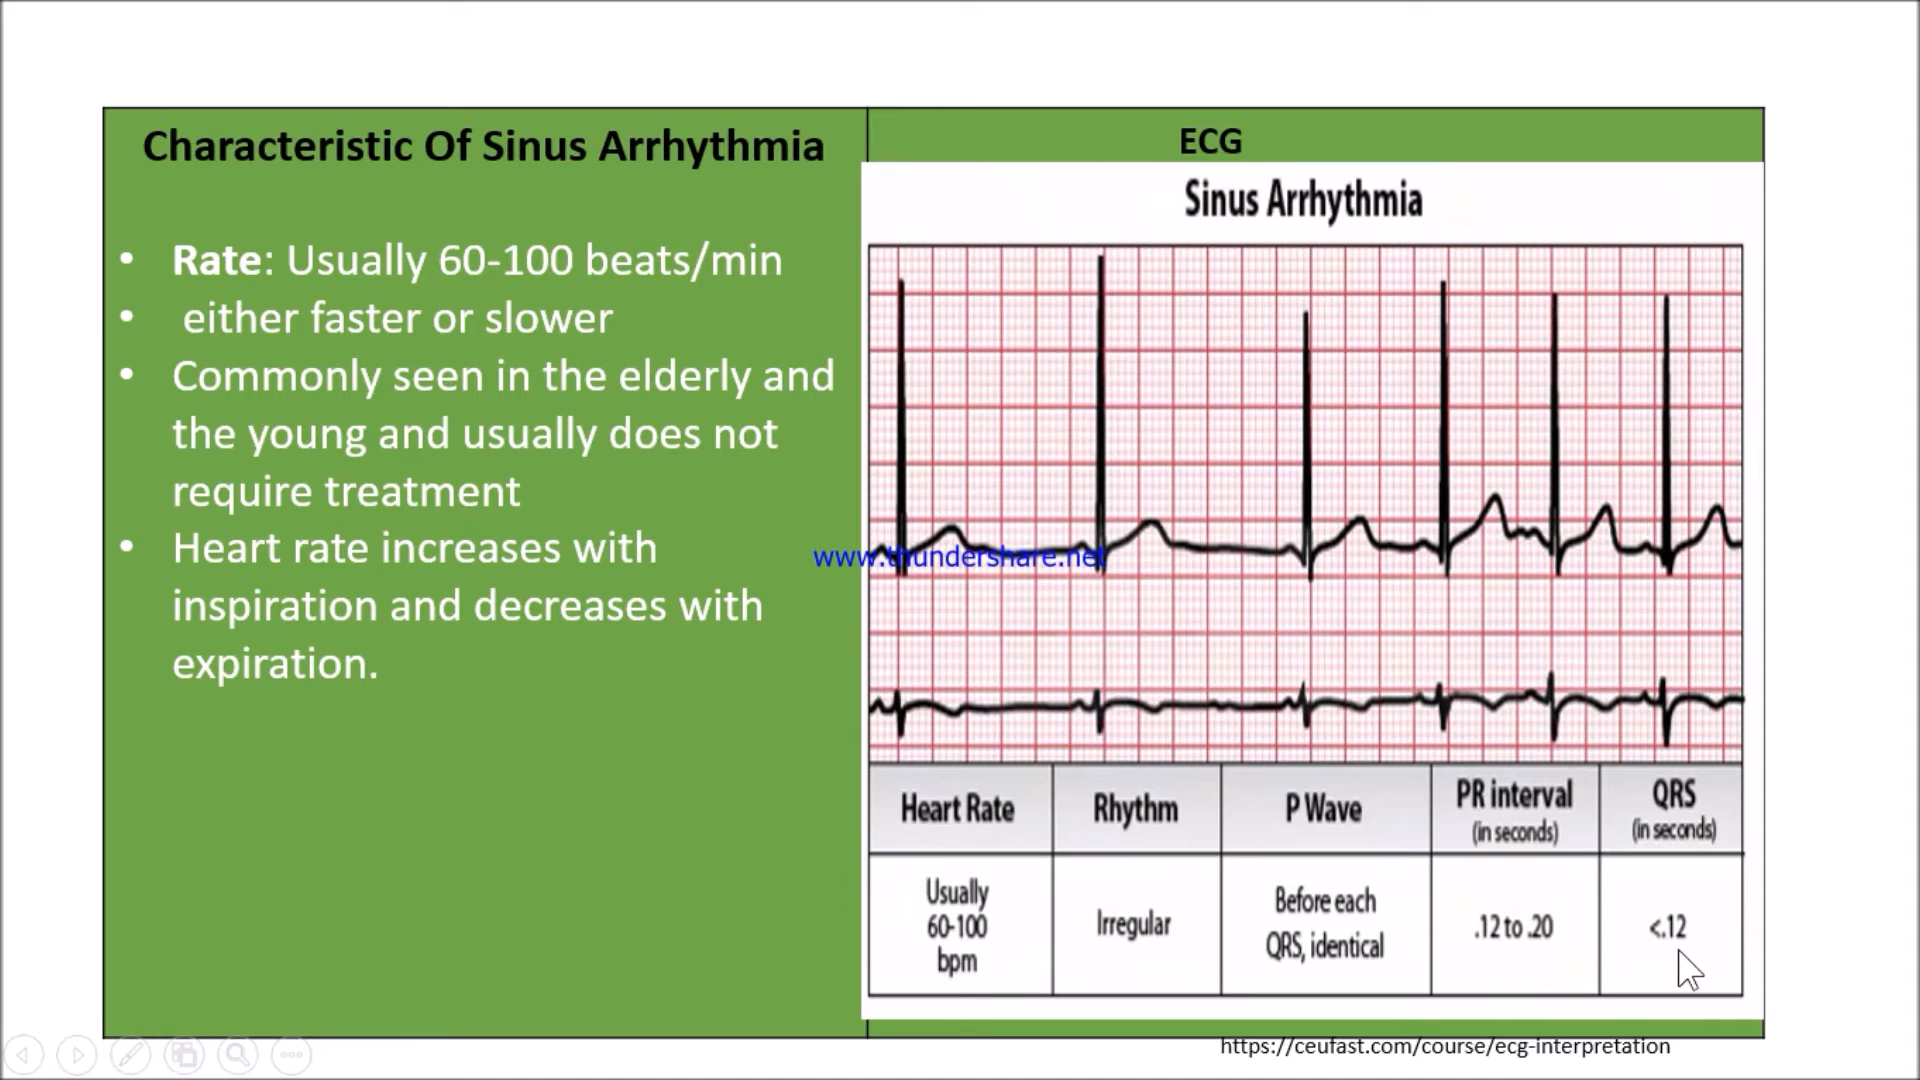 Characteristic Of Sinus Arrhythmia
• Rate: Usually 60-100 beats/min
• either faster or slower
• Commonly seen in the elderly and
the young and usually does not
require treatment
• Heart rate increases with
inspiration and decreases with
expiration.
ECG
Sinus Arrhythmia
www.thundershare.net
Heart Rate
Rhythm
P Wave
PR interval
(in seconds)
QRS
(in seconds)
Usually
60-100
bpm
Irregular
Before each
QRS, identical
.12 to .20
<.12
https://ceufast.com/course/ecg-interpretation